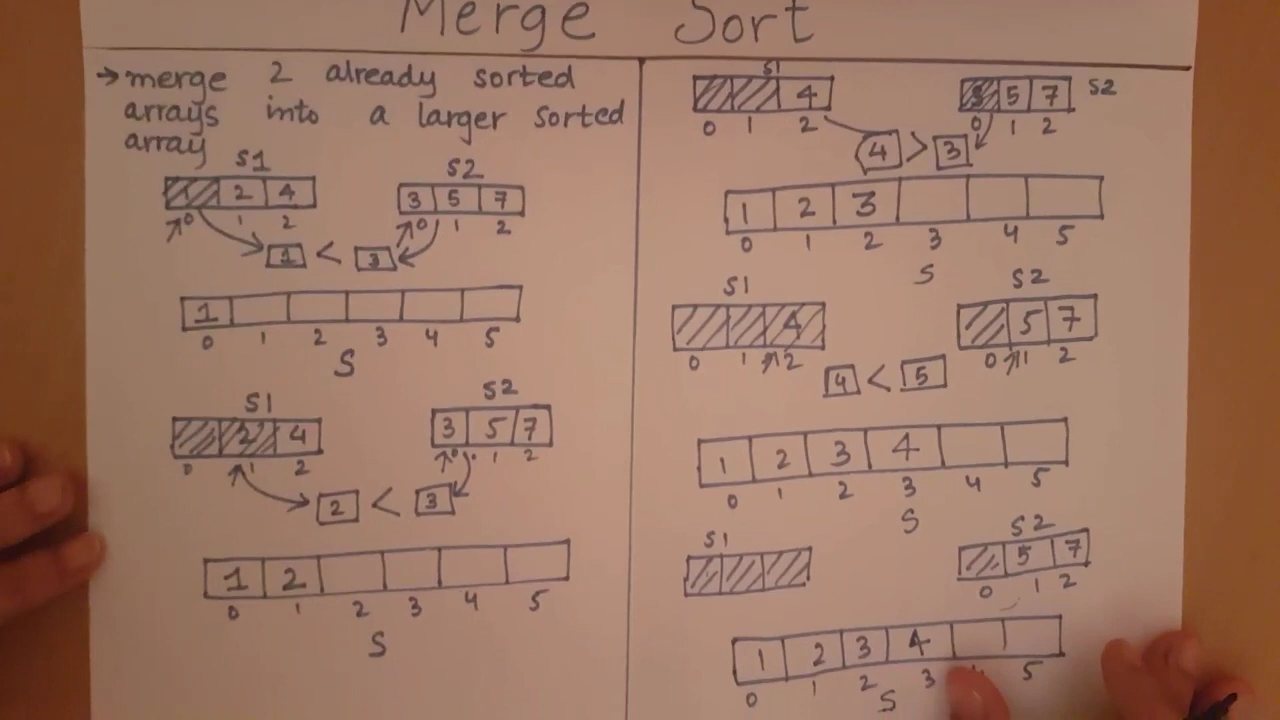 Merge Sort
→ merge 2 already sorted
arrays into a larger sorted
array
S1 S2
2 4 3 5 7
0 1 2 0 1 2
1 < 3
1
0 1 2 3 4 5
S
S1 S2
2 4 3 5 7
0 1 2 0 1 2
2 < 3
1 2
0 1 2 3 4 5
S
S1
4 3 5 7 S2
0 1 2 0 1 2
4 > 3
1 2 3
0 1 2 3 4 5
S
S1 S2
4 5 7
0 1 2 0 1 2
4 < 5
1 2 3 4
0 1 2 3 4 5
S
S1 S2
5 7
0 1 2
1 2 3 4
0 1 2 3 5
S